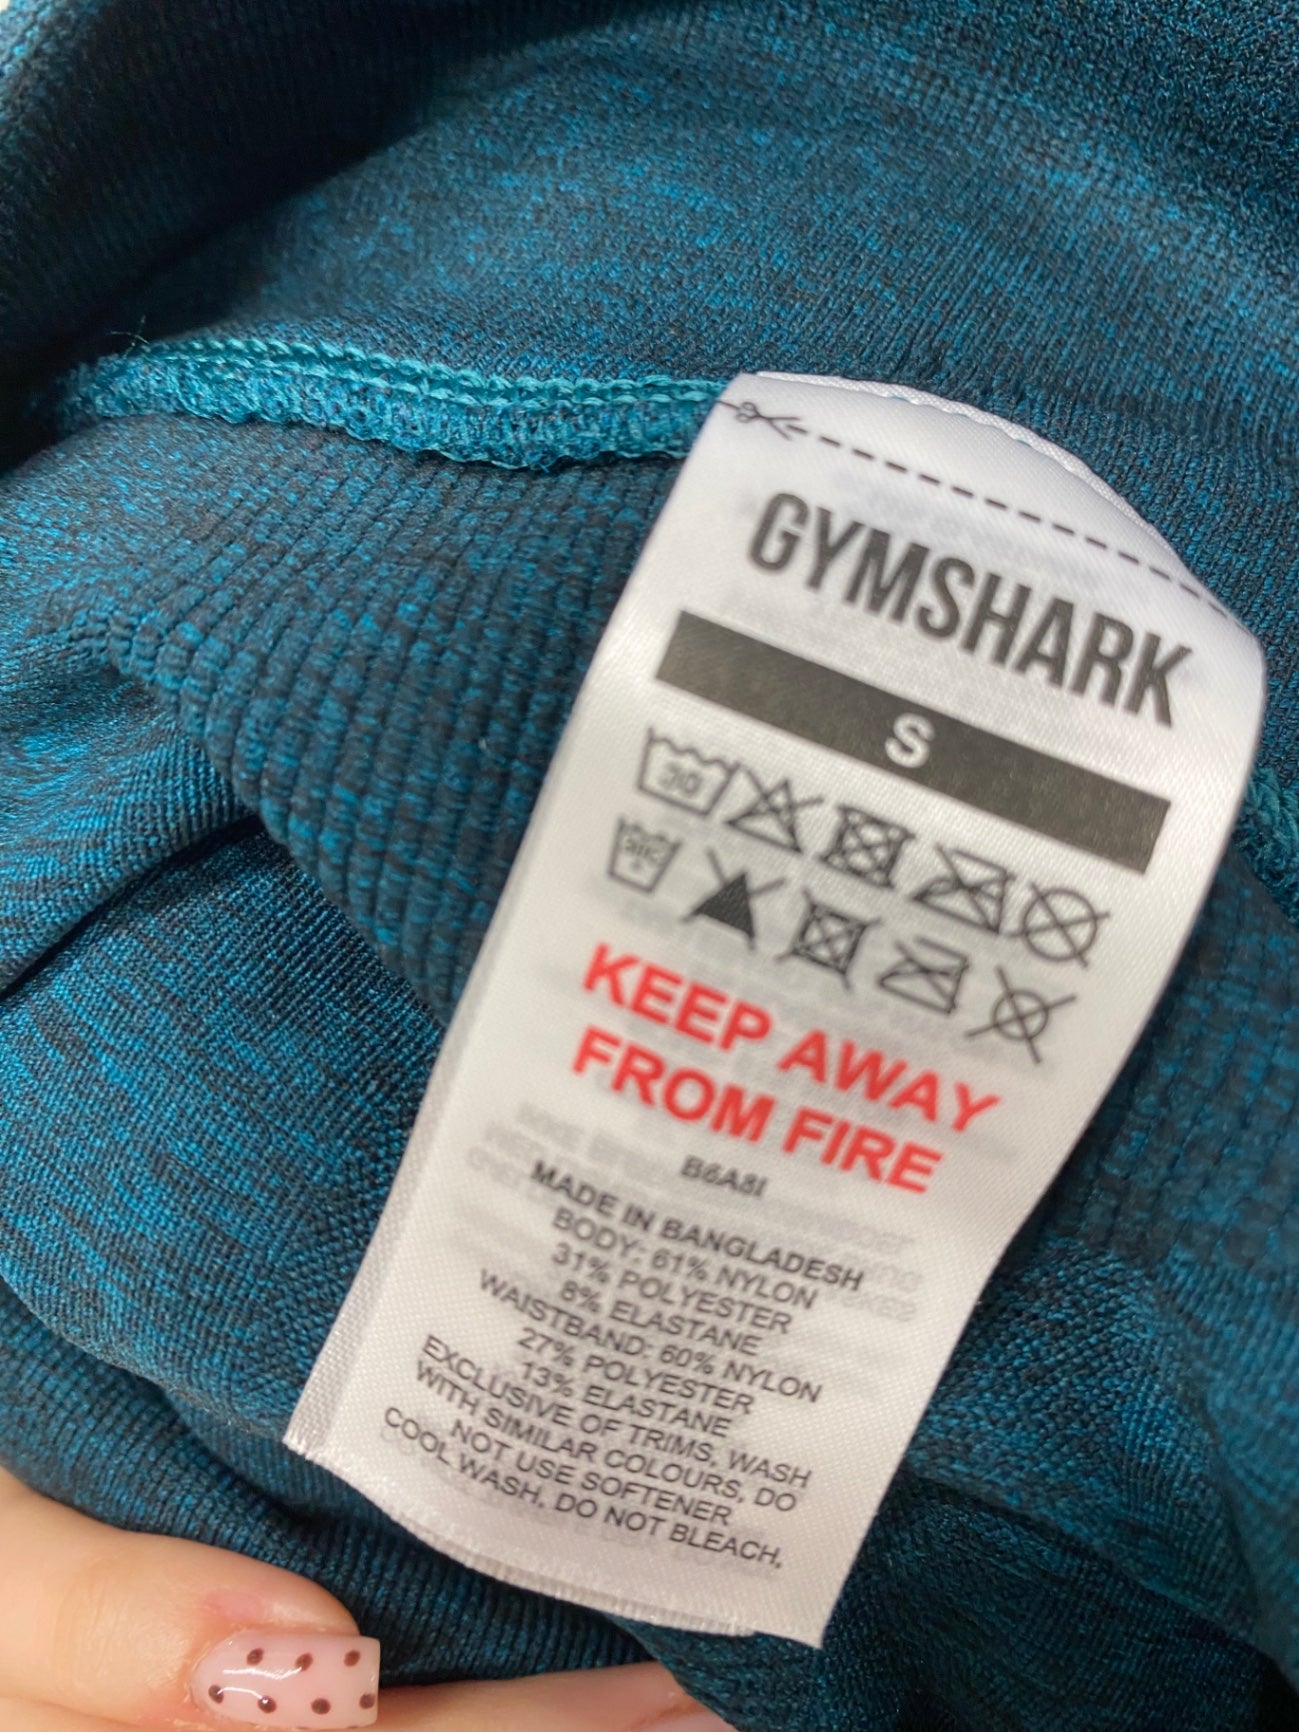 GYMSHARK
S
30
KEEP AWAY
FROM FIRE
B6A8I
MADE IN BANGLADESH
BODY: 61% NYLON
31% POLYESTER
8% ELASTANE
WAISTBAND: 60% NYLON
27% POLYESTER
13% ELASTANE
EXCLUSIVE OF TRIMS, WASH
WITH SIMILAR COLOURS, DO
NOT USE SOFTENER
COOL WASH, DO NOT BLEACH,